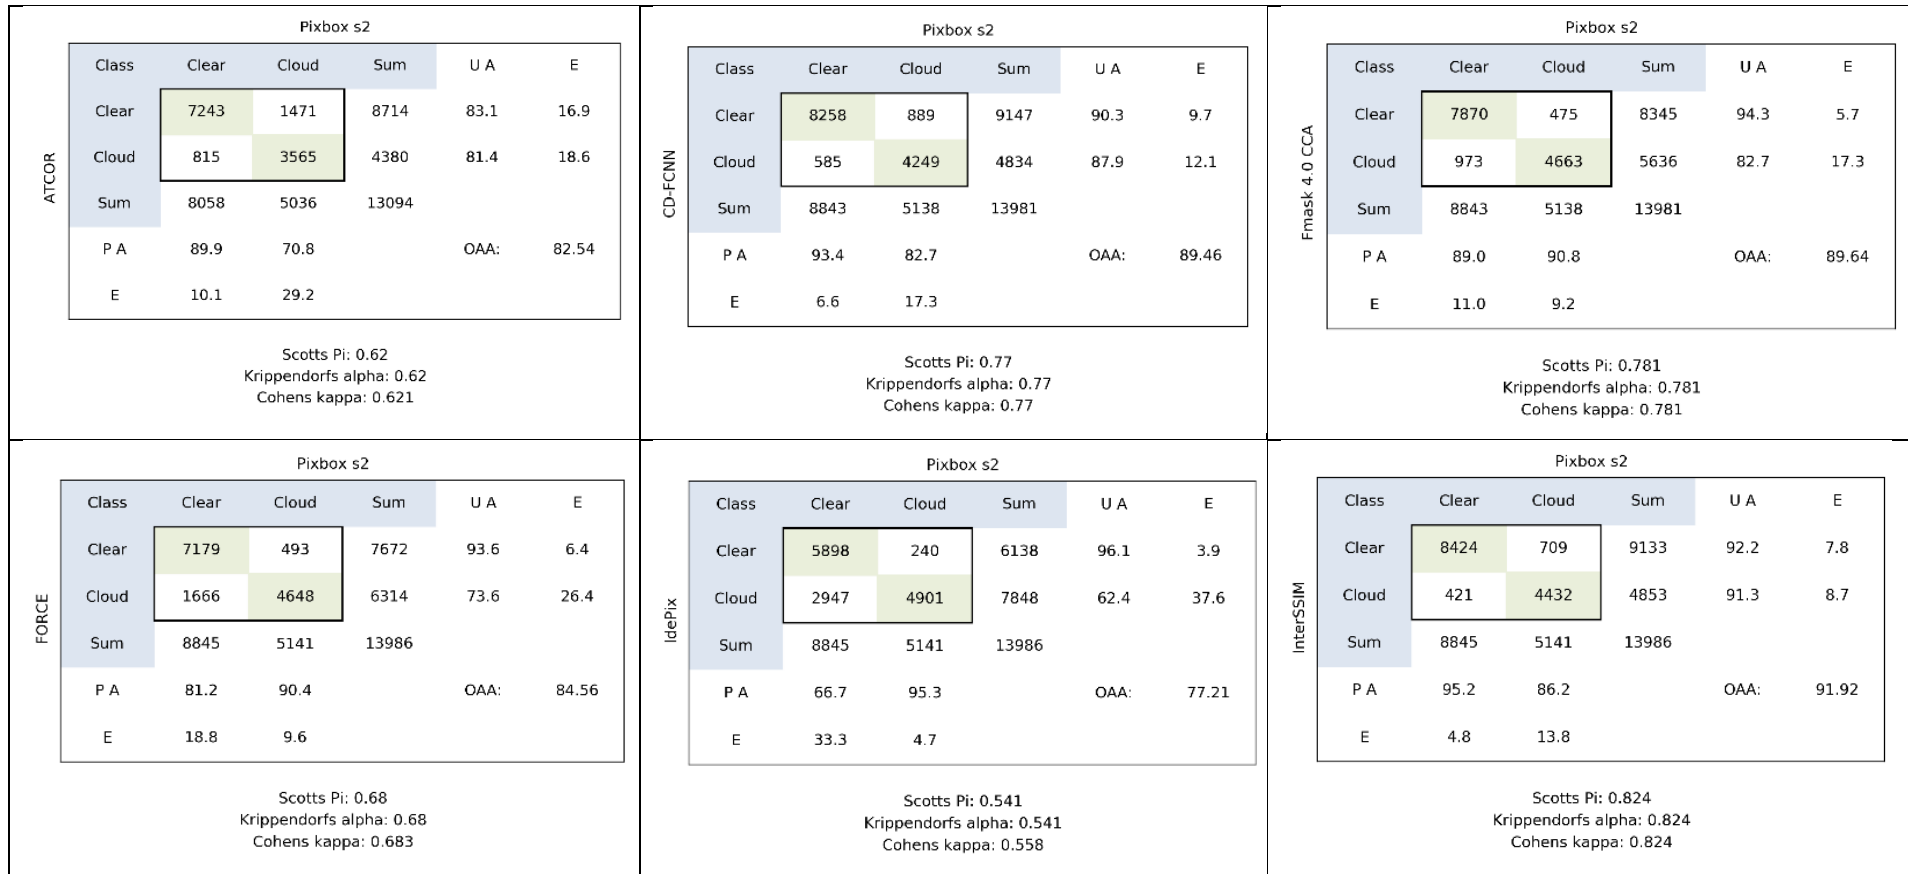 Pixbox s2
Class Clear Cloud Sum U A E
Clear 7243 1471 8714 83.1 16.9
Cloud 815 3565 4380 81.4 18.6
Sum 8058 5036 13094
P A 89.9 70.8 OAA: 82.54
E 10.1 29.2
ATCOR
Scotts Pi: 0.62
Krippendorfs alpha: 0.62
Cohens kappa: 0.621
Pixbox s2
Class Clear Cloud Sum U A E
Clear 8258 889 9147 90.3 9.7
Cloud 585 4249 4834 87.9 12.1
Sum 8843 5138 13981
P A 93.4 82.7 OAA: 89.46
E 6.6 17.3
CD-FCNN
Scotts Pi: 0.77
Krippendorfs alpha: 0.77
Cohens kappa: 0.77
Pixbox s2
Class Clear Cloud Sum U A E
Clear 7870 475 8345 94.3 5.7
Cloud 973 4663 5636 82.7 17.3
Sum 8843 5138 13981
P A 89.0 90.8 OAA: 89.64
E 11.0 9.2
Fmask 4.0 CCA
Scotts Pi: 0.781
Krippendorfs alpha: 0.781
Cohens kappa: 0.781
Pixbox s2
Class Clear Cloud Sum U A E
Clear 7179 493 7672 93.6 6.4
Cloud 1666 4648 6314 73.6 26.4
Sum 8845 5141 13986
P A 81.2 90.4 OAA: 84.56
E 18.8 9.6
FORCE
Scotts Pi: 0.68
Krippendorfs alpha: 0.68
Cohens kappa: 0.683
Pixbox s2
Class Clear Cloud Sum U A E
Clear 5898 240 6138 96.1 3.9
Cloud 2947 4901 7848 62.4 37.6
Sum 8845 5141 13986
P A 66.7 95.3 OAA: 77.21
E 33.3 4.7
IdePix
Scotts Pi: 0.541
Krippendorfs alpha: 0.541
Cohens kappa: 0.558
Pixbox s2
Class Clear Cloud Sum U A E
Clear 8424 709 9133 92.2 7.8
Cloud 421 4432 4853 91.3 8.7
Sum 8845 5141 13986
P A 95.2 86.2 OAA: 91.92
E 4.8 13.8
InterSSIM
Scotts Pi: 0.824
Krippendorfs alpha: 0.824
Cohens kappa: 0.824